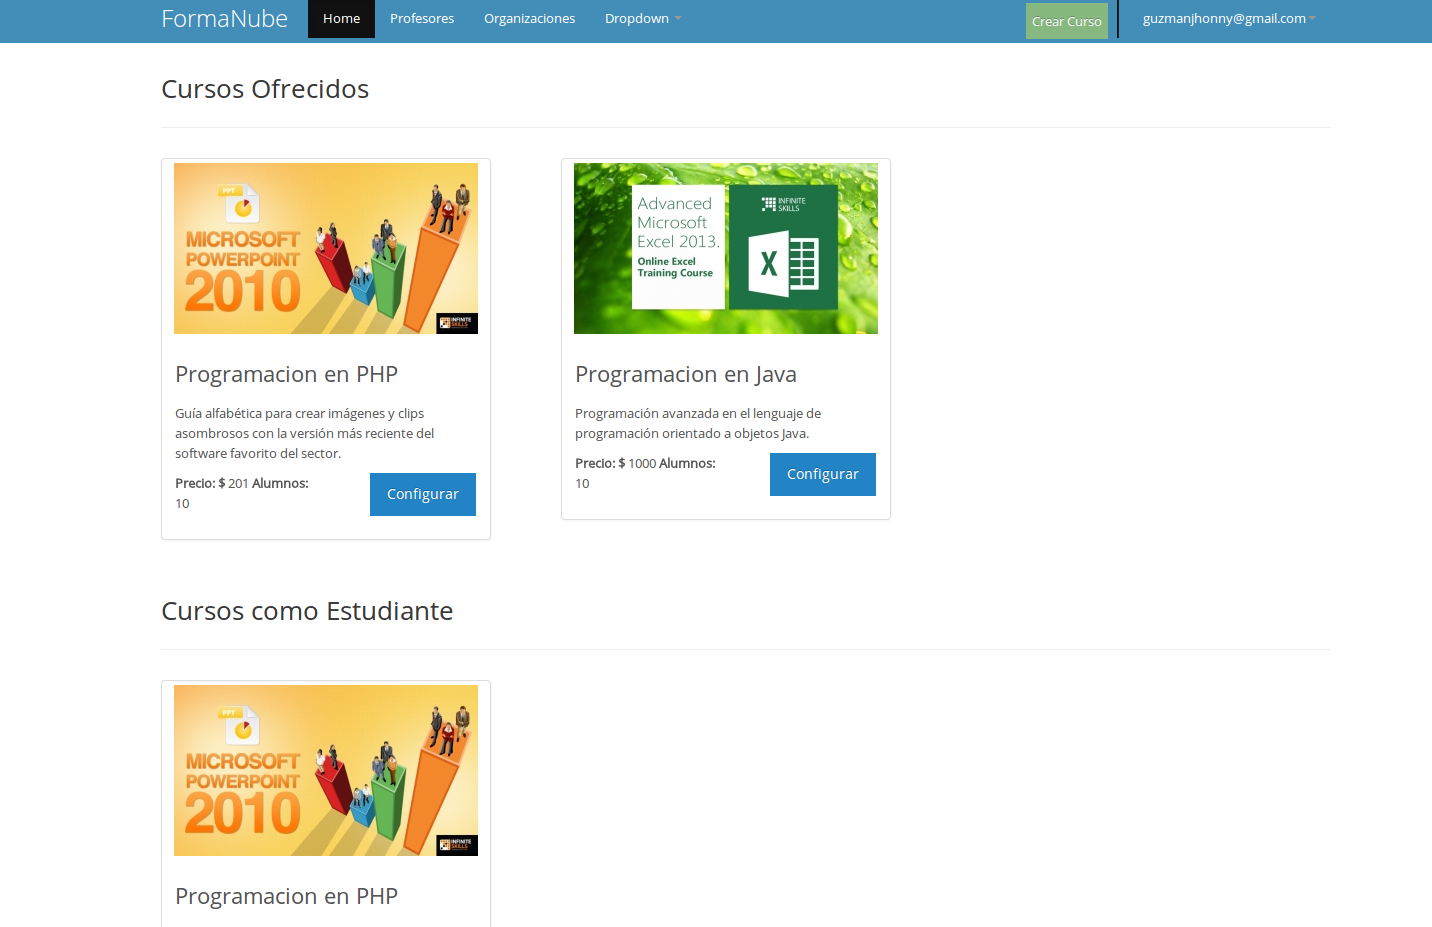 FormaNube Home Profesores Organizaciones Dropdown Crear Curso guzmanjhonny@gmail.com
Cursos Ofrecidos
PPT
MICROSOFT
POWERPOINT
2010
INFINITE
SKILLS
Programacion en PHP
Guía alfabética para crear imágenes y clips
asombrosos con la versión más reciente del
software favorito del sector.
Precio: $ 201 Alumnos:
10
Configurar
Advanced
Microsoft
Excel 2013.
Online Excel
Training Course
INFINITE
SKILLS
X
Programacion en Java
Programación avanzada en el lenguaje de
programación orientado a objetos Java.
Precio: $ 1000 Alumnos:
10
Configurar
Cursos como Estudiante
PPT
MICROSOFT
POWERPOINT
2010
INFINITE
SKILLS
Programacion en PHP